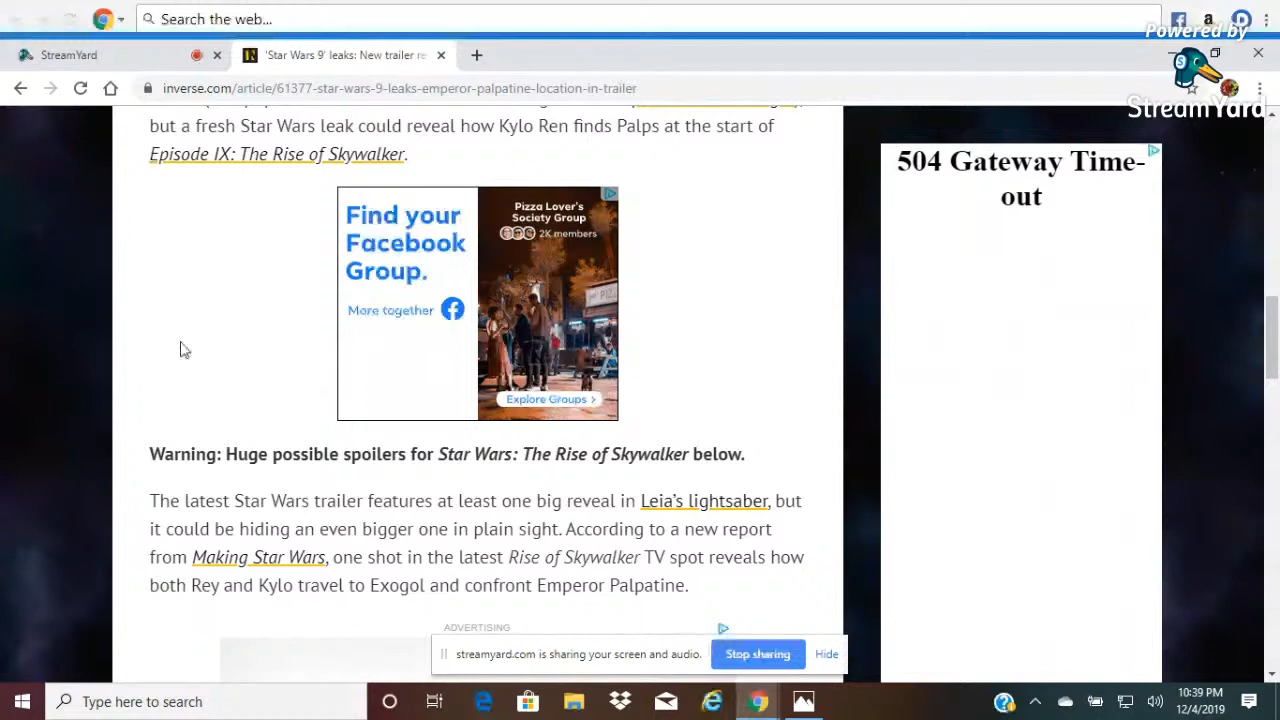 Search the web...
Powered by
StreamYard
'Star Wars 9' leaks: New trailer re
inverse.com/article/61377-star-wars-9-leaks-emperor-palpatine-location-in-trailer
StreamYard
but a fresh Star Wars leak could reveal how Kylo Ren finds Palps at the start of
Episode IX: The Rise of Skywalker.
504 Gateway Time-
out
Find your
Facebook
Group.
More together
Pizza Lover's
Society Group
2K members
PIZZ
Explore Groups >
Warning: Huge possible spoilers for Star Wars: The Rise of Skywalker below.
The latest Star Wars trailer features at least one big reveal in Leia's lightsaber, but
it could be hiding an even bigger one in plain sight. According to a new report
from Making Star Wars, one shot in the latest Rise of Skywalker TV spot reveals how
both Rey and Kylo travel to Exogol and confront Emperor Palpatine.
ADVERTISING
streamyard.com is sharing your screen and audio.
Stop sharing
Hide
Type here to search
10:39 PM
12/4/2019